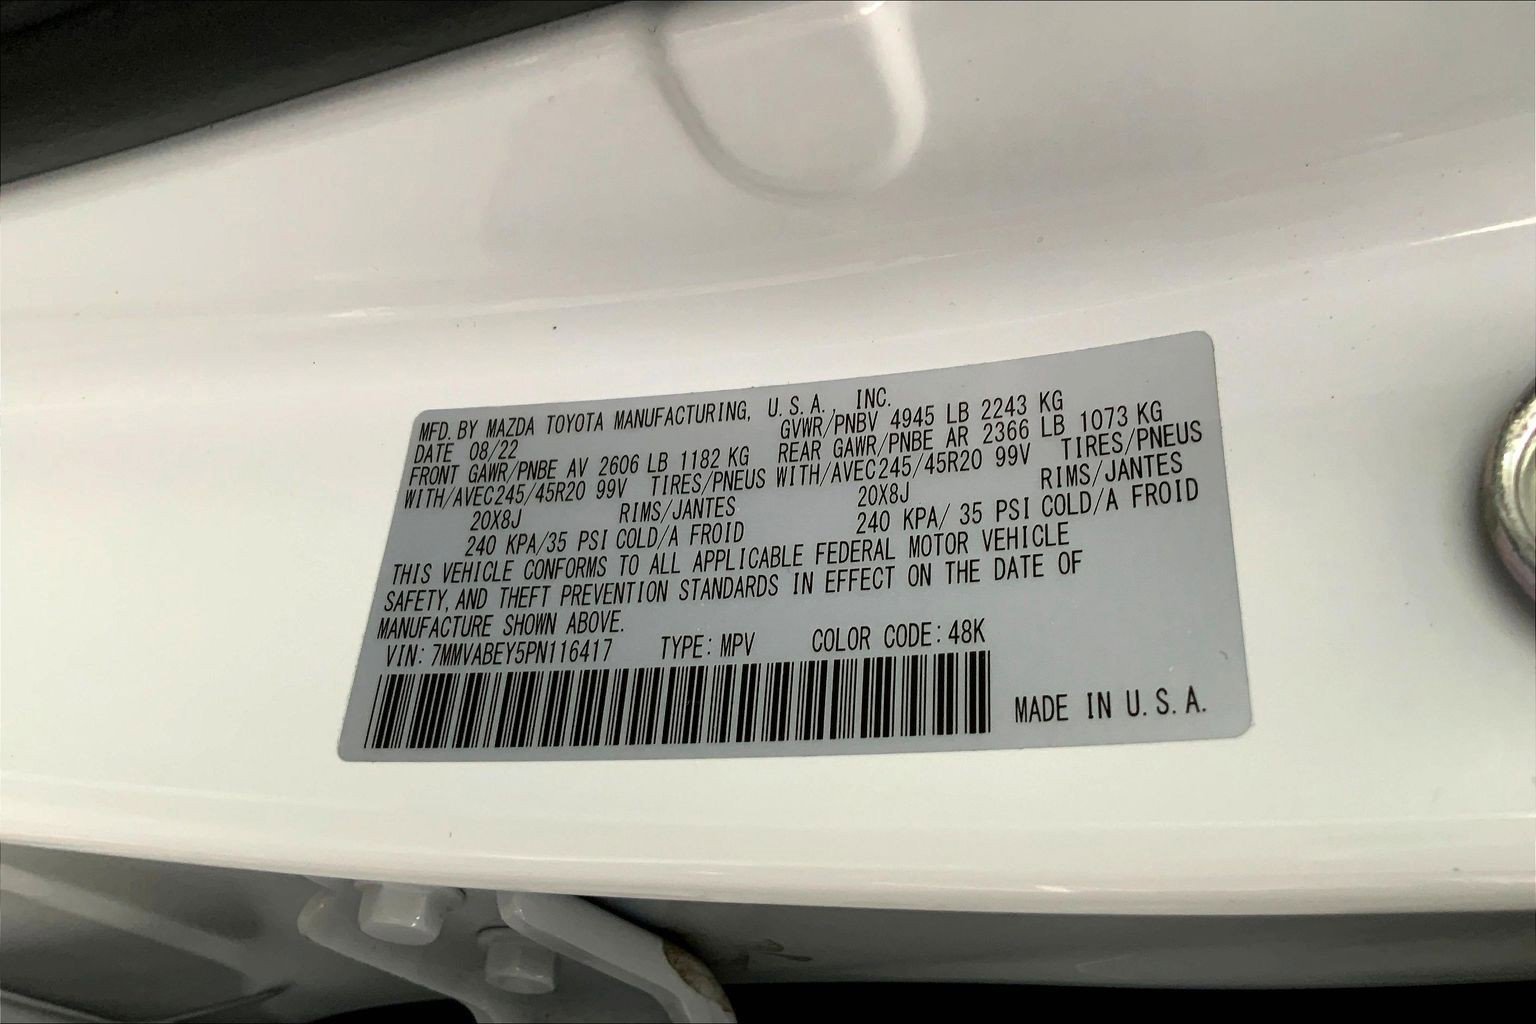 MFD. BY MAZDA TOYOTA MANUFACTURING, U.S.A. INC.
DATE 08/22 GVWR/PNBV 4945 LB 2243 KG
FRONT GAWR/PNBE AV 2606 LB 1182 KG REAR GAWR/PNBE AR 2366 LB 1073 KG
WITH/AVEC245/45R20 99V TIRES/PNEUS WITH/AVEC245/45R20 99V TIRES/PNEUS
20X8J RIMS/JANTES 20X8J RIMS/JANTES
240 KPA/35 PSI COLD/A FROID 240 KPA/ 35 PSI COLD/A FROID
THIS VEHICLE CONFORMS TO ALL APPLICABLE FEDERAL MOTOR VEHICLE
SAFETY, AND THEFT PREVENTION STANDARDS IN EFFECT ON THE DATE OF
MANUFACTURE SHOWN ABOVE.
VIN: 7MMVABEY5PN116417 TYPE: MPV COLOR CODE: 48K
MADE IN U.S.A.